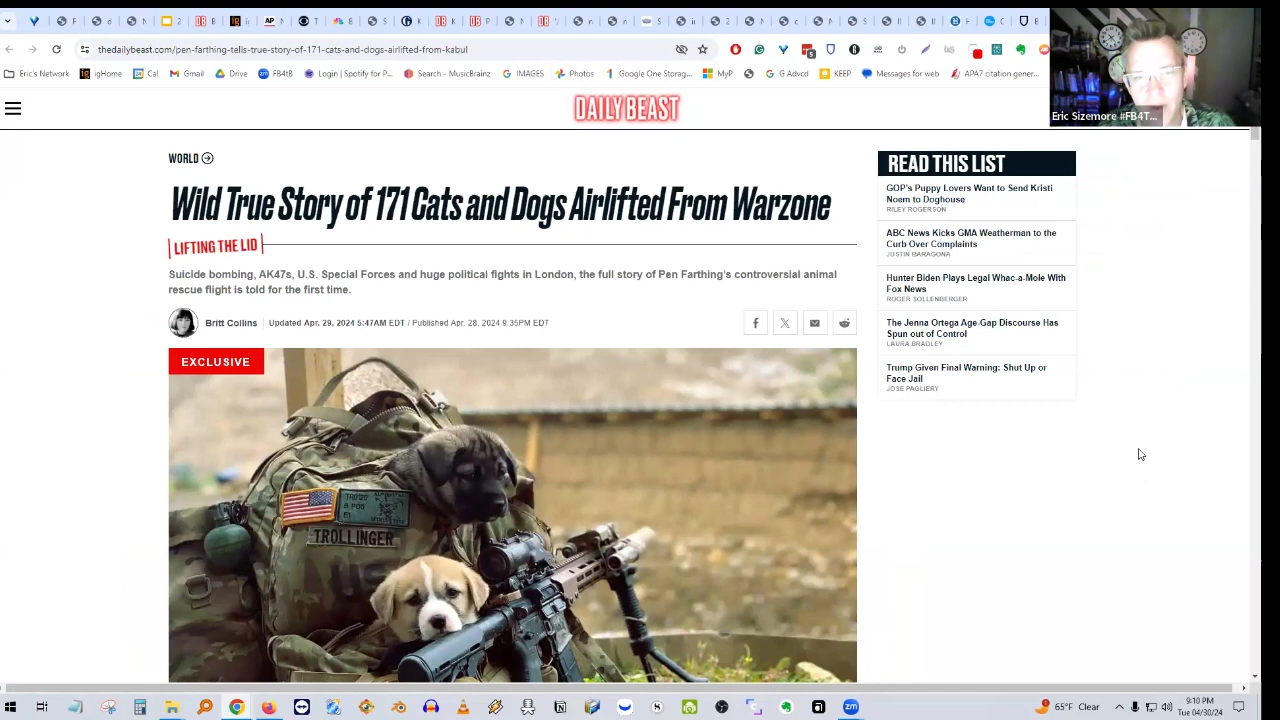 thedailybeast.com/pen-farthing-tells-true-story-of-171-cats-and-dogs-airlifted-from-kabul
Eric's Network
igHome
Cal
Gmail
Drive
FB4tB
Login | Spotify for P...
Search - MusicBrainz
IMAGES
Photos
Google One Storag...
MyP
N
G Advcd
KEEP
Messages for web
APA7 citation gener...
Eric Sizemore #FB4T...
DAILY BEAST
WORLD
Wild True Story of 171 Cats and Dogs Airlifted From Warzone
LIFTING THE LID
Suicide bombing, AK47s, U.S. Special Forces and huge political fights in London, the full story of Pen Farthing's controversial animal
rescue flight is told for the first time.
Britt Collins
Updated Apr. 29, 2024 5:47AM EDT / Published Apr. 28, 2024 9:35PM EDT
EXCLUSIVE
TROLLINGER
READ THIS LIST
GOP's Puppy Lovers Want to Send Kristi
Noem to Doghouse
RILEY ROGERSON
ABC News Kicks GMA Weatherman to the
Curb Over Complaints
JUSTIN BARAGONA
Hunter Biden Plays Legal Whac-a-Mole With
Fox News
ROGER SOLLENBERGER
The Jenna Ortega Age-Gap Discourse Has
Spun out of Control
LAURA BRADLEY
Trump Given Final Warning: Shut Up or
Face Jail
JOSE PAGLIERY
65°F Clear
9:10 PM
Tue 04/30/24